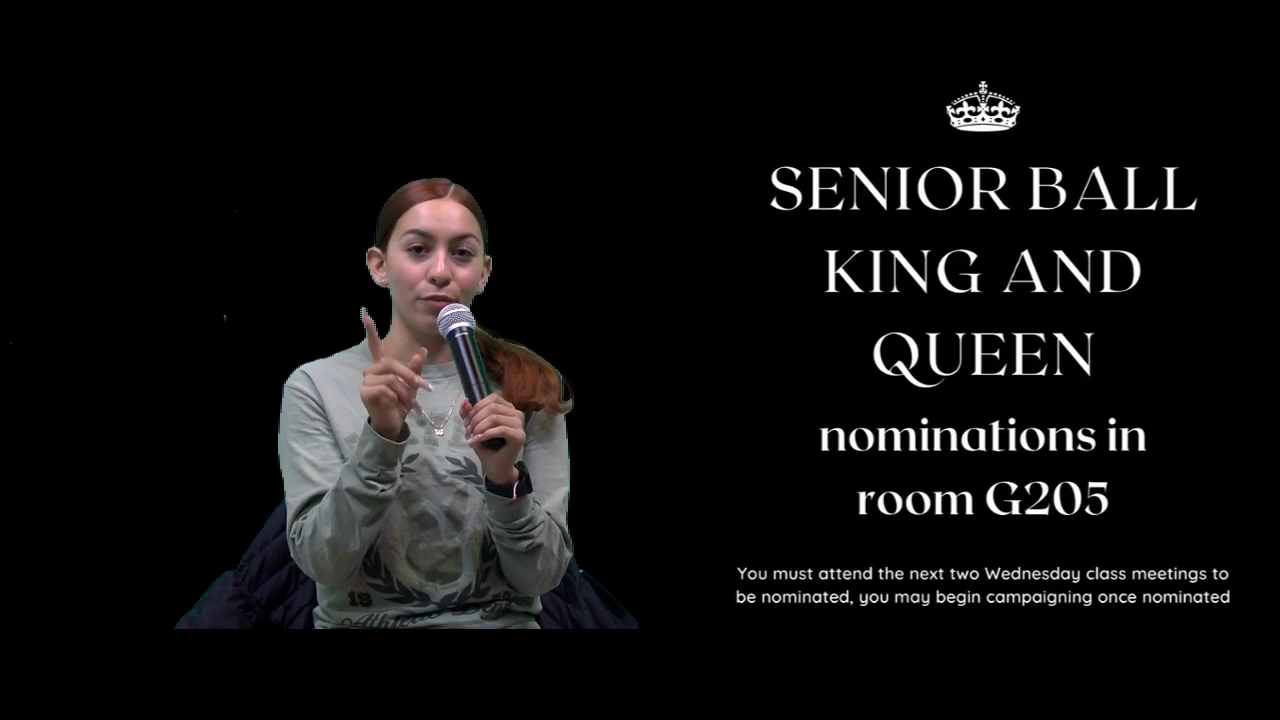 SENIOR BALL
KING AND
QUEEN
nominations in
room G205
You must attend the next two Wednesday class meetings to
be nominated, you may begin campaigning once nominated